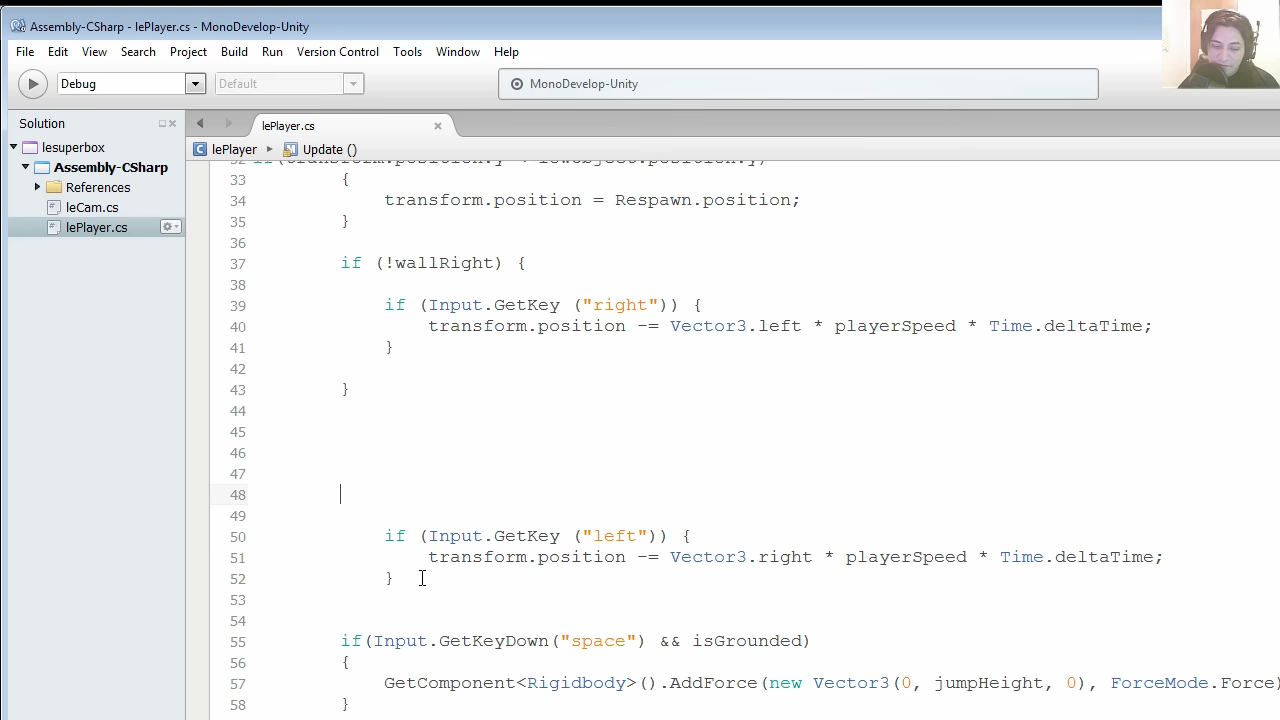 Assembly-CSharp - lePlayer.cs - MonoDevelop-Unity
File Edit View Search Project Build Run Version Control Tools Window Help
Debug Default MonoDevelop-Unity
Solution lePlayer.cs
lesuperbox lePlayer Update ()
Assembly-CSharp
References
leCam.cs
lePlayer.cs
32 if(transform.position.y < lowobject.position.y)
33 {
34 transform.position = Respawn.position;
35 }
36
37 if (!wallRight) {
38
39 if (Input.GetKey ("right")) {
40 transform.position -= Vector3.left * playerSpeed * Time.deltaTime;
41 }
42
43 }
44
45
46
47
48
49
50 if (Input.GetKey ("left")) {
51 transform.position -= Vector3.right * playerSpeed * Time.deltaTime;
52 }
53
54
55 if(Input.GetKeyDown("space") && isGrounded)
56 {
57 GetComponent<Rigidbody>().AddForce(new Vector3(0, jumpHeight, 0), ForceMode.Force)
58 }